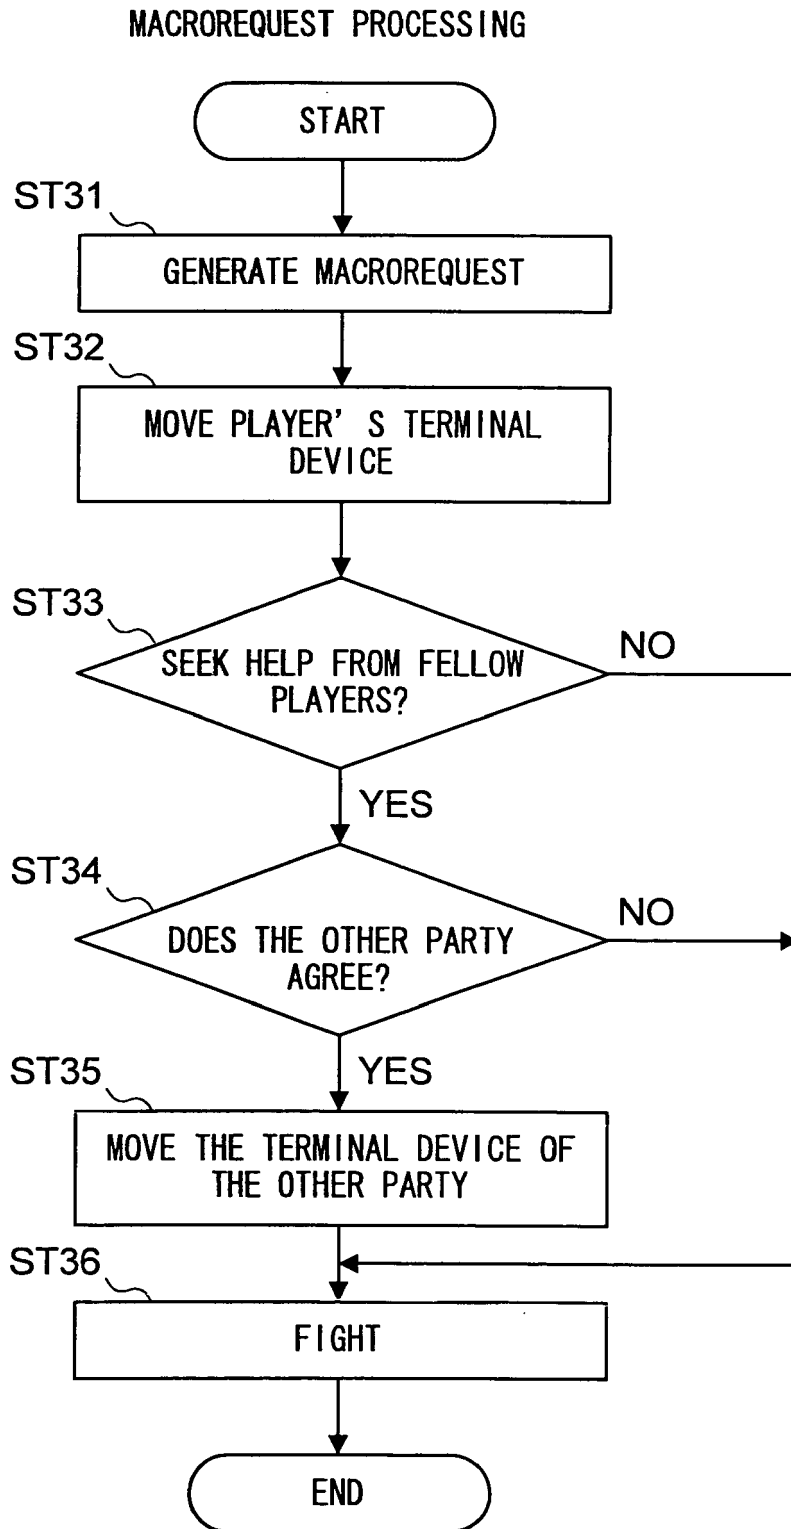 MACROREQUEST PROCESSING
START
ST31
GENERATE MACROREQUEST
ST32
MOVE PLAYER' S TERMINAL
DEVICE
ST33
SEEK HELP FROM FELLOW
PLAYERS?
NO
YES
ST34
DOES THE OTHER PARTY
AGREE?
NO
YES
ST35
MOVE THE TERMINAL DEVICE OF
THE OTHER PARTY
ST36
FIGHT
END